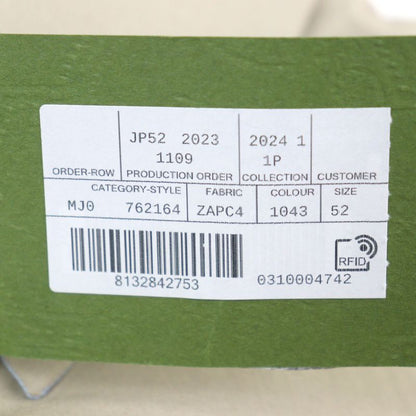 JP52 2023 2024 1
1109 1P
ORDER-ROW PRODUCTION ORDER COLLECTION CUSTOMER
CATEGORY-STYLE FABRIC COLOUR SIZE
MJ0 762164 ZAPC4 1043 52
RFID
8132842753 0310004742